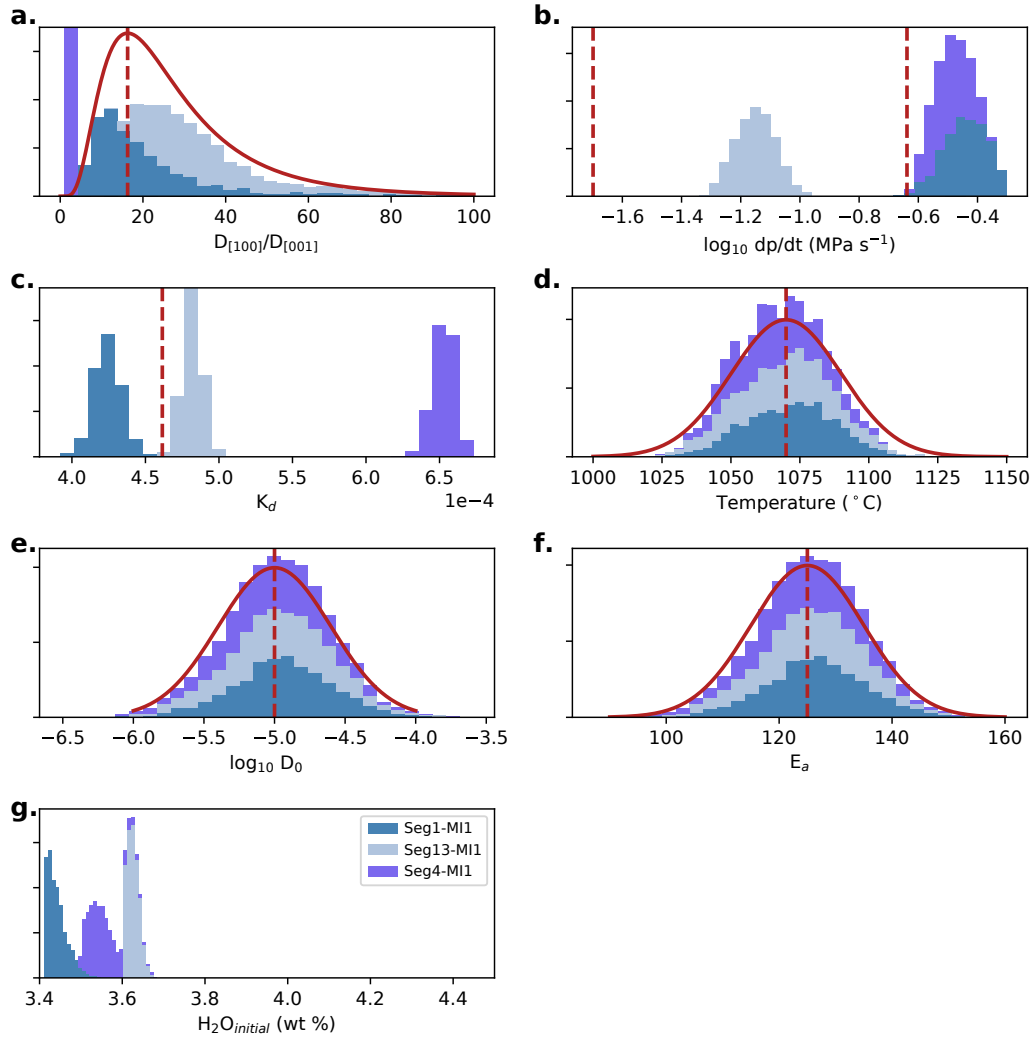 a.
0 20 40 60 80 100
D[100]/D[001]
b.
−1.6 −1.4 −1.2 −1.0 −0.8 −0.6 −0.4
log10 dp/dt (MPa s−1)
c.
4.0 4.5 5.0 5.5 6.0 6.5
Kd 1e−4
d.
1000 1025 1050 1075 1100 1125 1150
Temperature (°C)
e.
−6.5 −6.0 −5.5 −5.0 −4.5 −4.0 −3.5
log10 D0
f.
100 120 140 160
Ea
g.
Seg1-MI1
Seg13-MI1
Seg4-MI1
3.4 3.6 3.8 4.0 4.2 4.4
H2Oinitial (wt %)